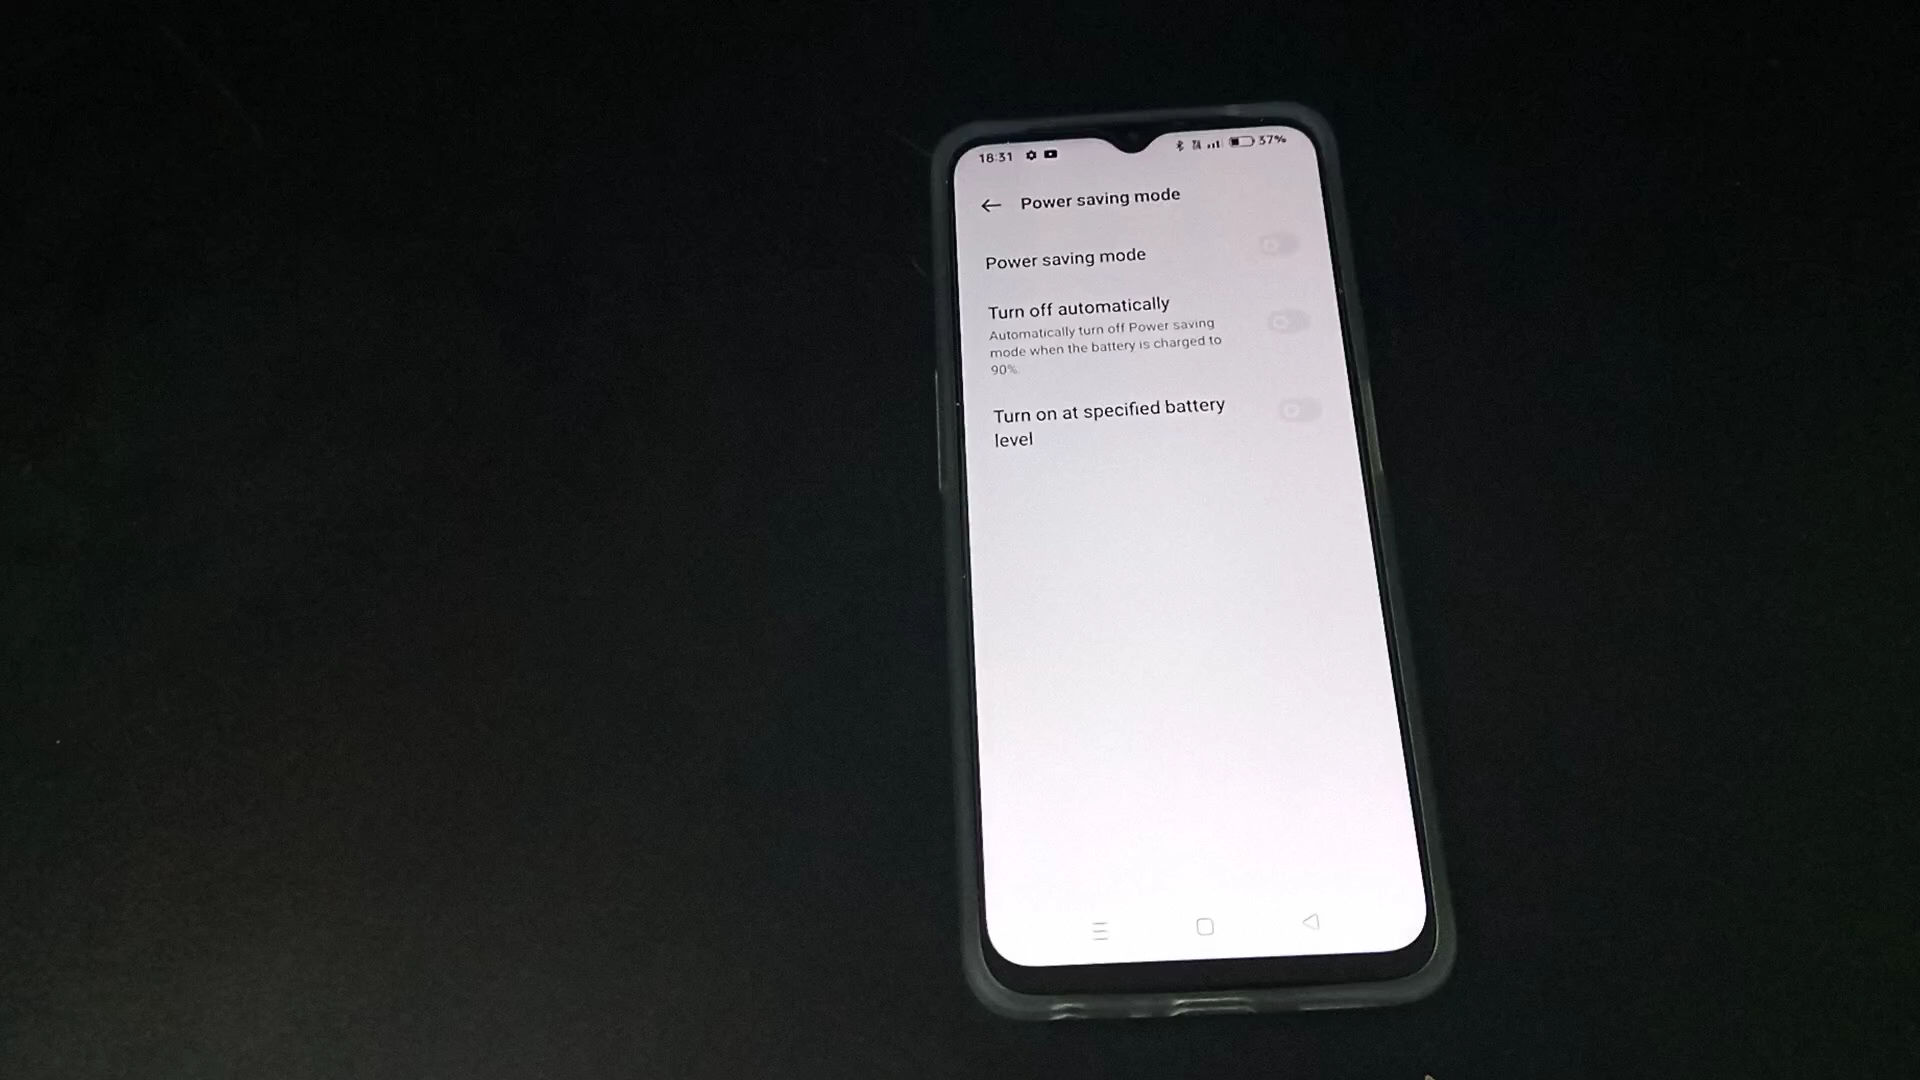 18:31 37%
Power saving mode
Power saving mode
Turn off automatically
Automatically turn off Power saving
mode when the battery is charged to
90%.
Turn on at specified battery
level